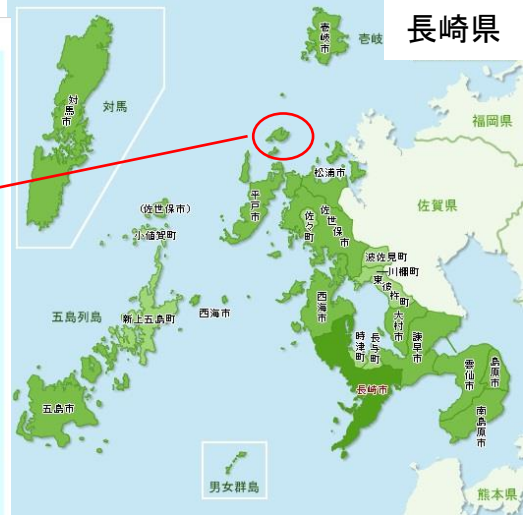 長崎県
壱岐
壱岐市
対馬
対馬市
福岡県
松浦市
平戸市
佐賀県
(佐世保市)
佐々町
佐世保市
小値賀町
波佐見町
川棚町
東彼杵町
五島列島
新上五島町
西海市
西海市
大村市
時津町
長与町
諫早市
島原市
雲仙市
長崎市
五島市
南島原市
男女群島
熊本県